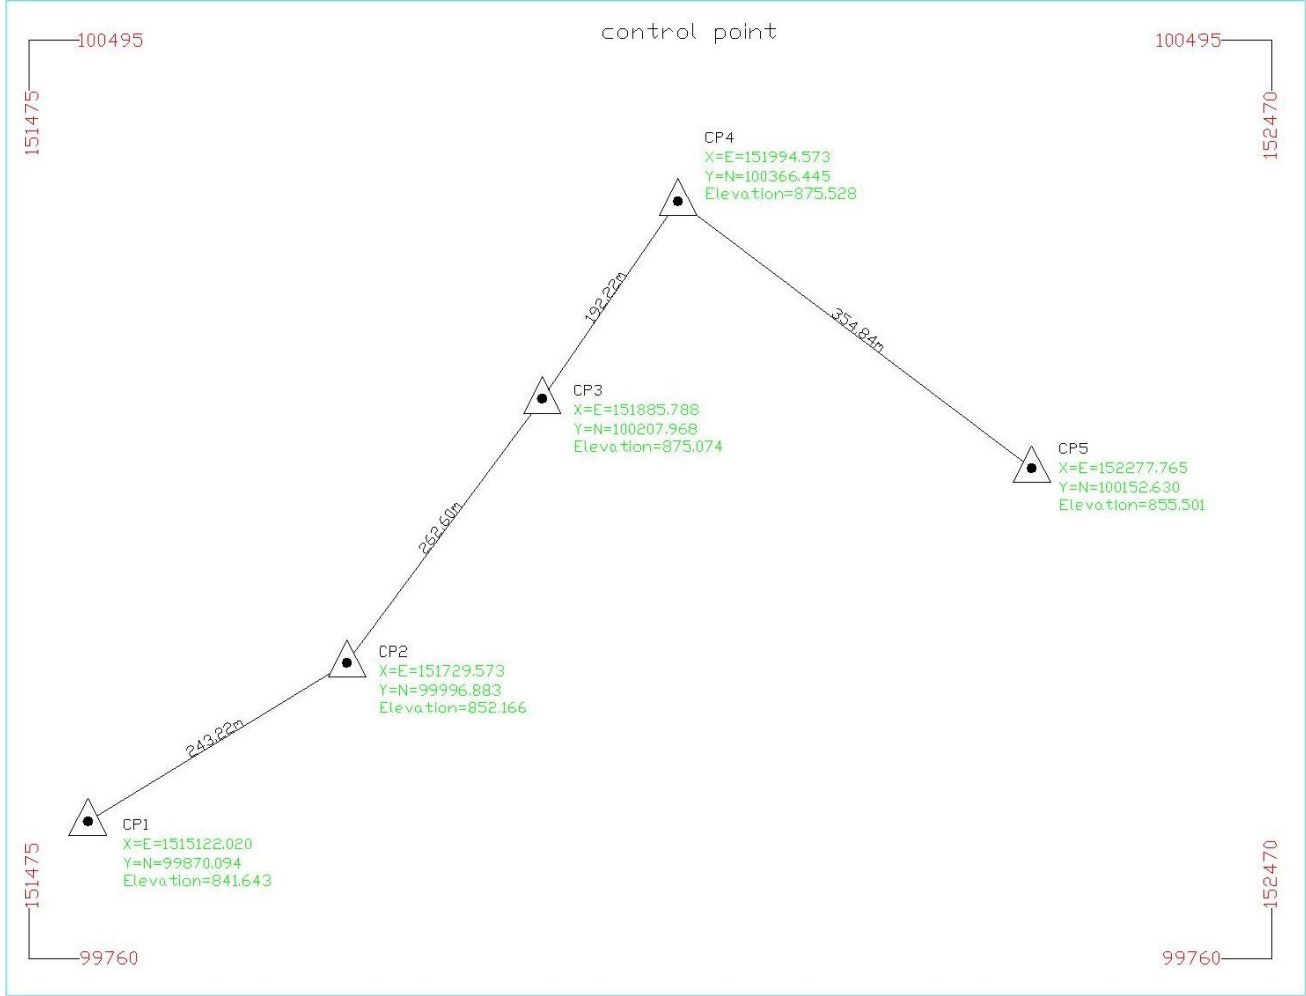 control point
100495
100495
151475
152470
CP4
X=E=151994.573
Y=N=100366.445
Elevation=875.528
192.22m
354.84m
CP3
X=E=151885.788
Y=N=100207.968
Elevation=875.074
CP5
X=E=152277.765
Y=N=100152.630
Elevation=855.501
262.60m
CP2
X=E=151729.573
Y=N=99996.883
Elevation=852.166
243.22m
CP1
X=E=1515122.020
Y=N=99870.094
Elevation=841.643
151475
152470
99760
99760